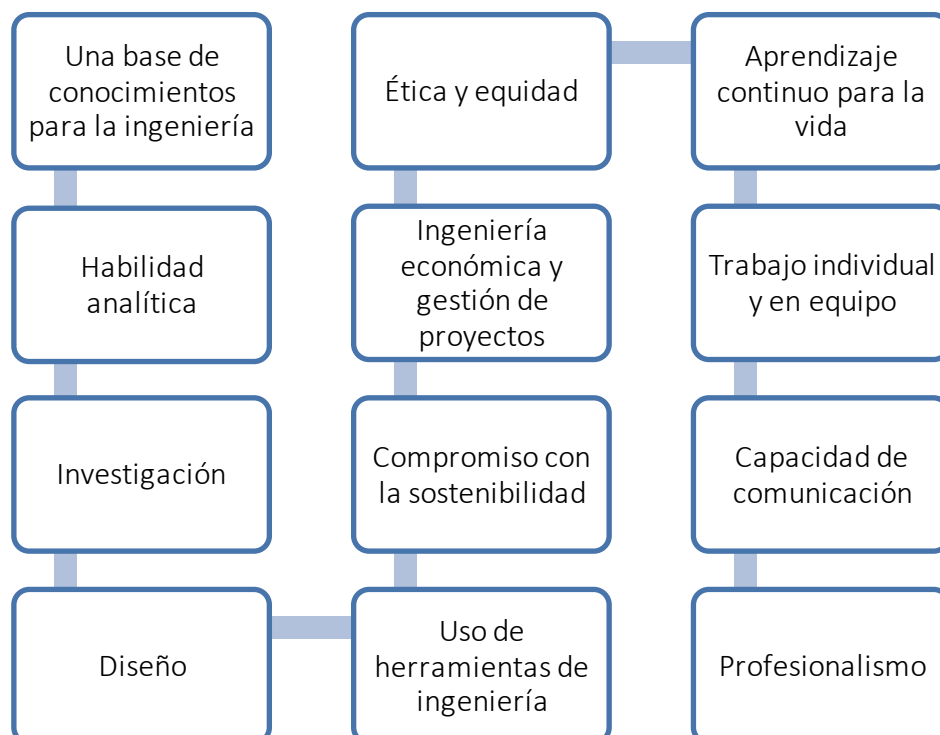 Una base de
conocimientos
para la ingeniería
Habilidad
analítica
Investigación
Diseño
Uso de
herramientas de
ingeniería
Compromiso con
la sostenibilidad
Ingeniería
económica y
gestión de
proyectos
Ética y equidad
Aprendizaje
continuo para la
vida
Trabajo individual
y en equipo
Capacidad de
comunicación
Profesionalismo